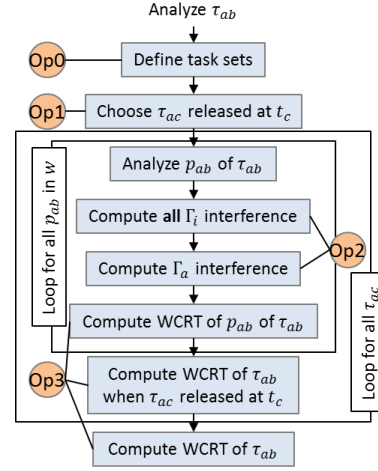 Analyze τ_ab
Op0
Define task sets
Op1
Choose τ_ac released at t_c
Loop for all p_ab in w
Analyze p_ab of τ_ab
Compute all Γ_i interference
Op2
Compute Γ_a interference
Loop for all τ_ac
Compute WCRT of p_ab of τ_ab
Op3
Compute WCRT of τ_ab
when τ_ac released at t_c
Compute WCRT of τ_ab